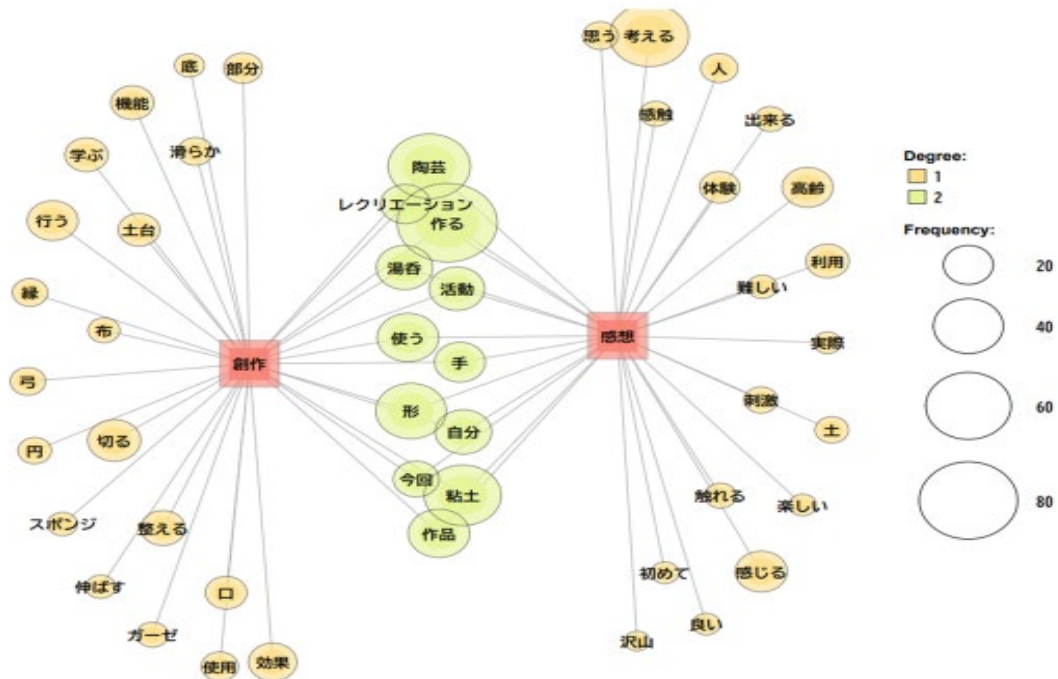 思う
考える
底
部分
人
機能
感触
出来る
学ぶ
滑らか
陶芸
体験
高齢
レクリエーション
行う
土台
作る
湯呑
利用
縁
活動
難しい
布
使う
感想
実際
創作
手
弓
刺激
形
切る
自分
土
円
今回
粘土
触れる
楽しい
スポンジ
整える
作品
伸ばす
口
初めて
感じる
ガーゼ
良い
使用
効果
沢山
Degree:
1
2
Frequency:
20
40
60
80